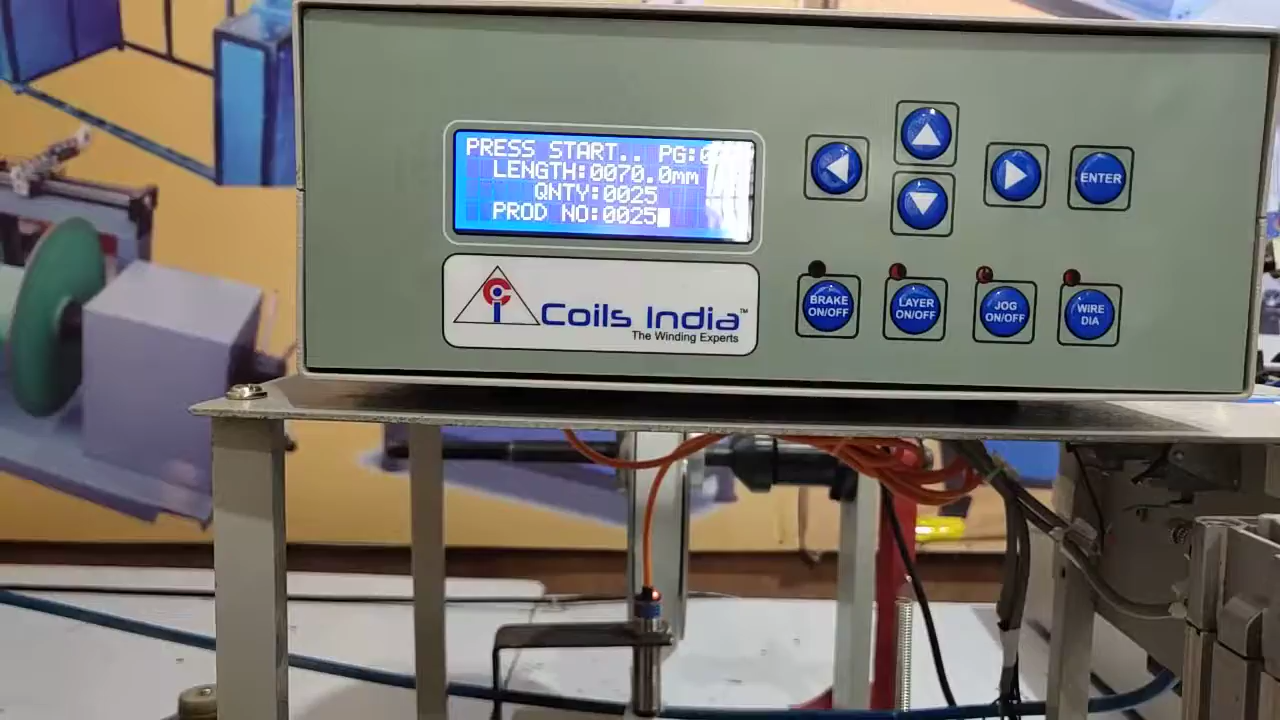 PRESS START.. PG:0
LENGTH:0070.0mm
QNTY:0025
PROD NO:0025
Coils India™
The Winding Experts
ENTER
BRAKE
ON/OFF
LAYER
ON/OFF
JOG
ON/OFF
WIRE
DIA